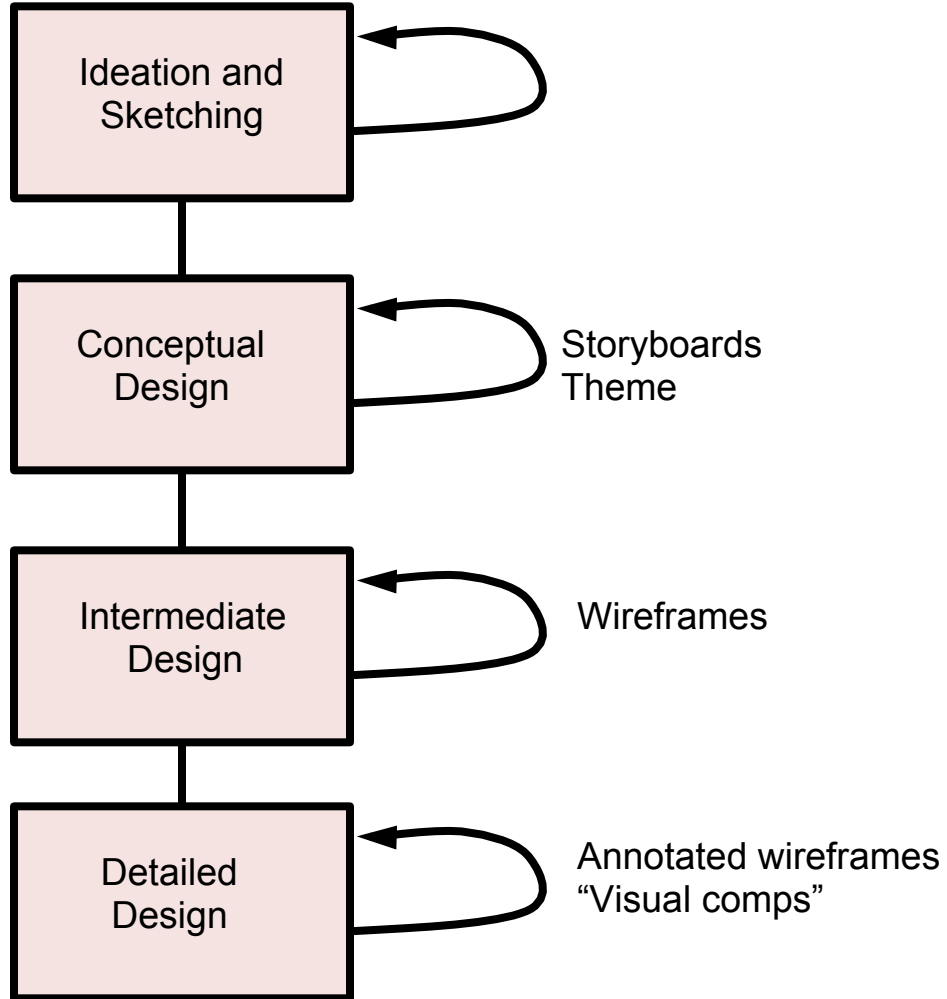 Ideation and
Sketching
Conceptual
Design
Storyboards
Theme
Intermediate
Design
Wireframes
Detailed
Design
Annotated wireframes
“Visual comps”